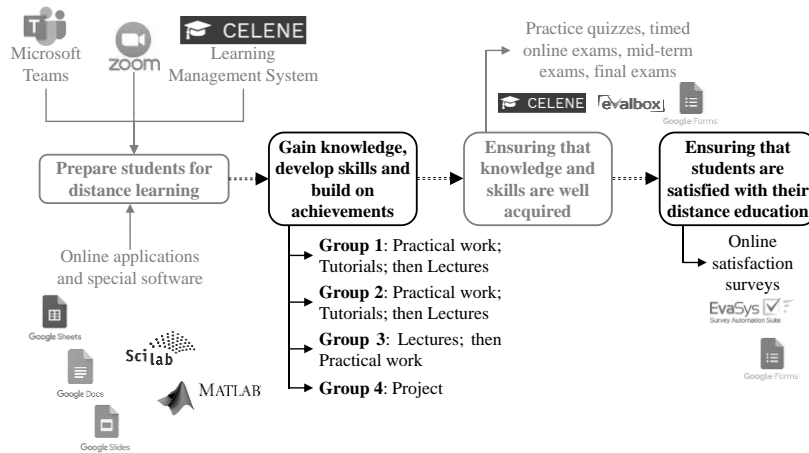 Microsoft
Teams
zoom
CELENE
Learning
Management System
Prepare students for
distance learning
Online applications
and special software
Google Sheets
Scilab
Google Docs
MATLAB
Google Slides
Gain knowledge,
develop skills and
build on
achievements
Group 1: Practical work;
Tutorials; then Lectures
Group 2: Practical work;
Tutorials; then Lectures
Group 3: Lectures; then
Practical work
Group 4: Project
Practice quizzes, timed
online exams, mid-term
exams, final exams
CELENE
evalbox
Google Forms
Ensuring that
knowledge and
skills are well
acquired
Ensuring that
students are
satisfied with their
distance education
Online
satisfaction
surveys
EvaSys
Survey Automation Suite
Google Forms